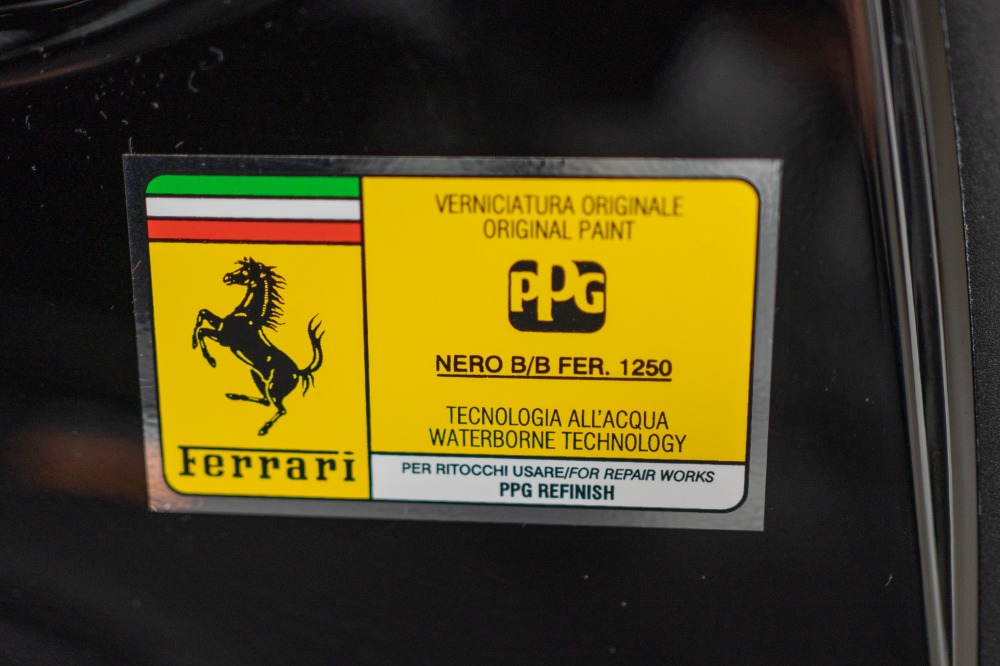 VERNICIATURA ORIGINALE
ORIGINAL PAINT
PPG
NERO B/B FER. 1250
TECNOLOGIA ALL'ACQUA
WATERBORNE TECHNOLOGY
Ferrari
PER RITOCCHI USARE/FOR REPAIR WORKS
PPG REFINISH